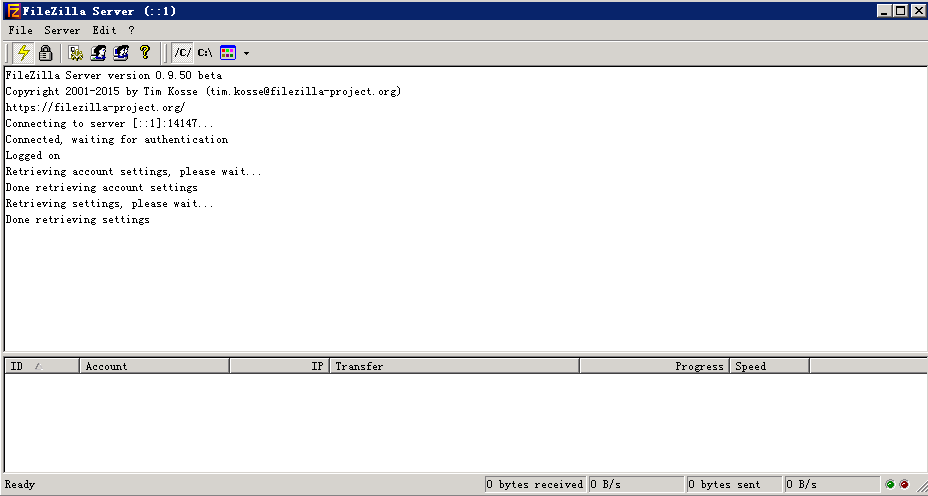 FileZilla Server (::1)
File Server Edit ?
/C/ C:\
FileZilla Server version 0.9.50 beta
Copyright 2001-2015 by Tim Kosse (tim.kosse@filezilla-project.org)
https://filezilla-project.org/
Connecting to server [::1]:14147...
Connected, waiting for authentication
Logged on
Retrieving account settings, please wait...
Done retrieving account settings
Retrieving settings, please wait...
Done retrieving settings
ID Account IP Transfer Progress Speed
Ready 0 bytes received 0 B/s 0 bytes sent 0 B/s